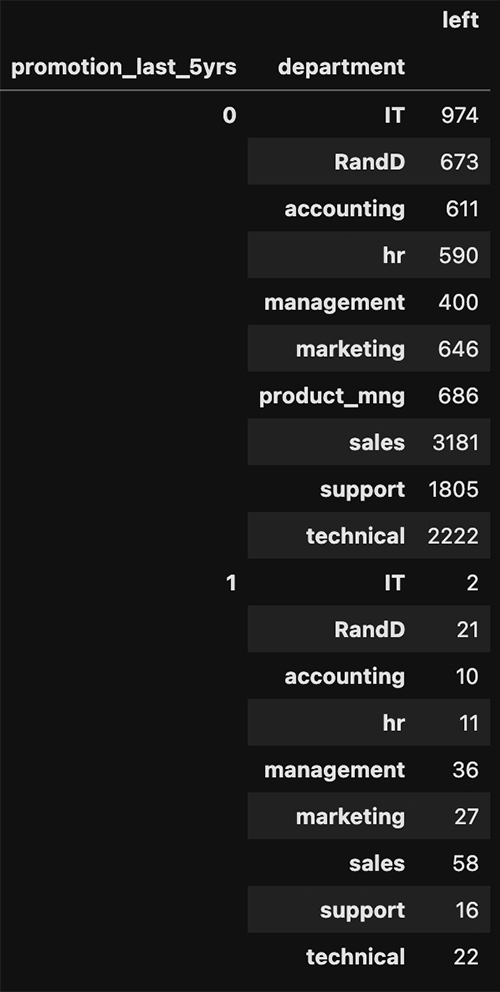 left
promotion_last_5yrs department
0 IT 974
RandD 673
accounting 611
hr 590
management 400
marketing 646
product_mng 686
sales 3181
support 1805
technical 2222
1 IT 2
RandD 21
accounting 10
hr 11
management 36
marketing 27
sales 58
support 16
technical 22